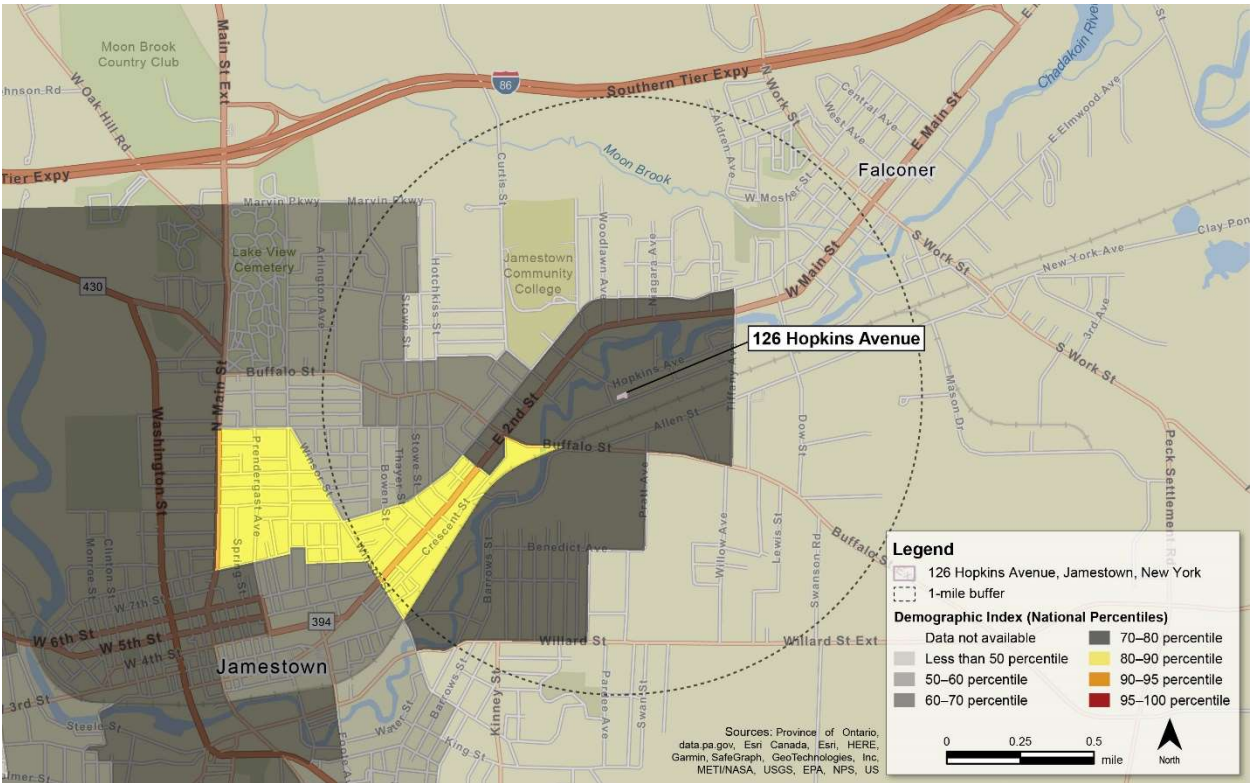 Moon Brook
Country Club
Main St Ext
W Oak Hill Rd
hnson Rd
Tier Expy
86
Southern Tier Expy
Moon Brook
Curtis St
Aldren Ave
N Work St
Central Ave
West Ave
E Main St
Chadakoin River
E Elmwood Ave
Falconer
W Mosher St
S Work St
New York Ave
Clay Pon
3rd Ave
S Work St
Marvin Pkwy
Marvin Pkwy
Lake View
Cemetery
Arlington Ave
Stowe St
Hotchkiss St
Jamestown
Community
College
Woodlawn Ave
Niagara Ave
W Main St
430
Buffalo St
N Main St
Washington St
E 2nd St
Hopkins Ave
126 Hopkins Avenue
Tiffany Av
Allen St
Buffalo St
Mason Dr
Dow St
Prendergast Ave
Winsor St
Thayer St
Stowe St
Bowen St
Crescent St
Pratt Ave
Spring St
Clinton St
Monroe St
W 7th St
W 6th St
W 5th St
W 4th St
394
Barrows St
Benedict Ave
Willow Ave
Lewis St
Swanson Rd
Buffalo S
Peck Settlement Rd
Jamestown
Willard St
Willard St Ext
3rd St
Steele St
Water St
Barrows St
Kinney St
King St
Pardee Ave
Swan St
Foote A
lmer St
Sources: Province of Ontario,
data.pa.gov, Esri Canada, Esri, HERE,
Garmin, SafeGraph, GeoTechnologies, Inc,
METI/NASA, USGS, EPA, NPS, US
Legend
126 Hopkins Avenue, Jamestown, New York
1-mile buffer
Demographic Index (National Percentiles)
Data not available
Less than 50 percentile
50–60 percentile
60–70 percentile
70–80 percentile
80–90 percentile
90–95 percentile
95–100 percentile
0 0.25 0.5
mile
North